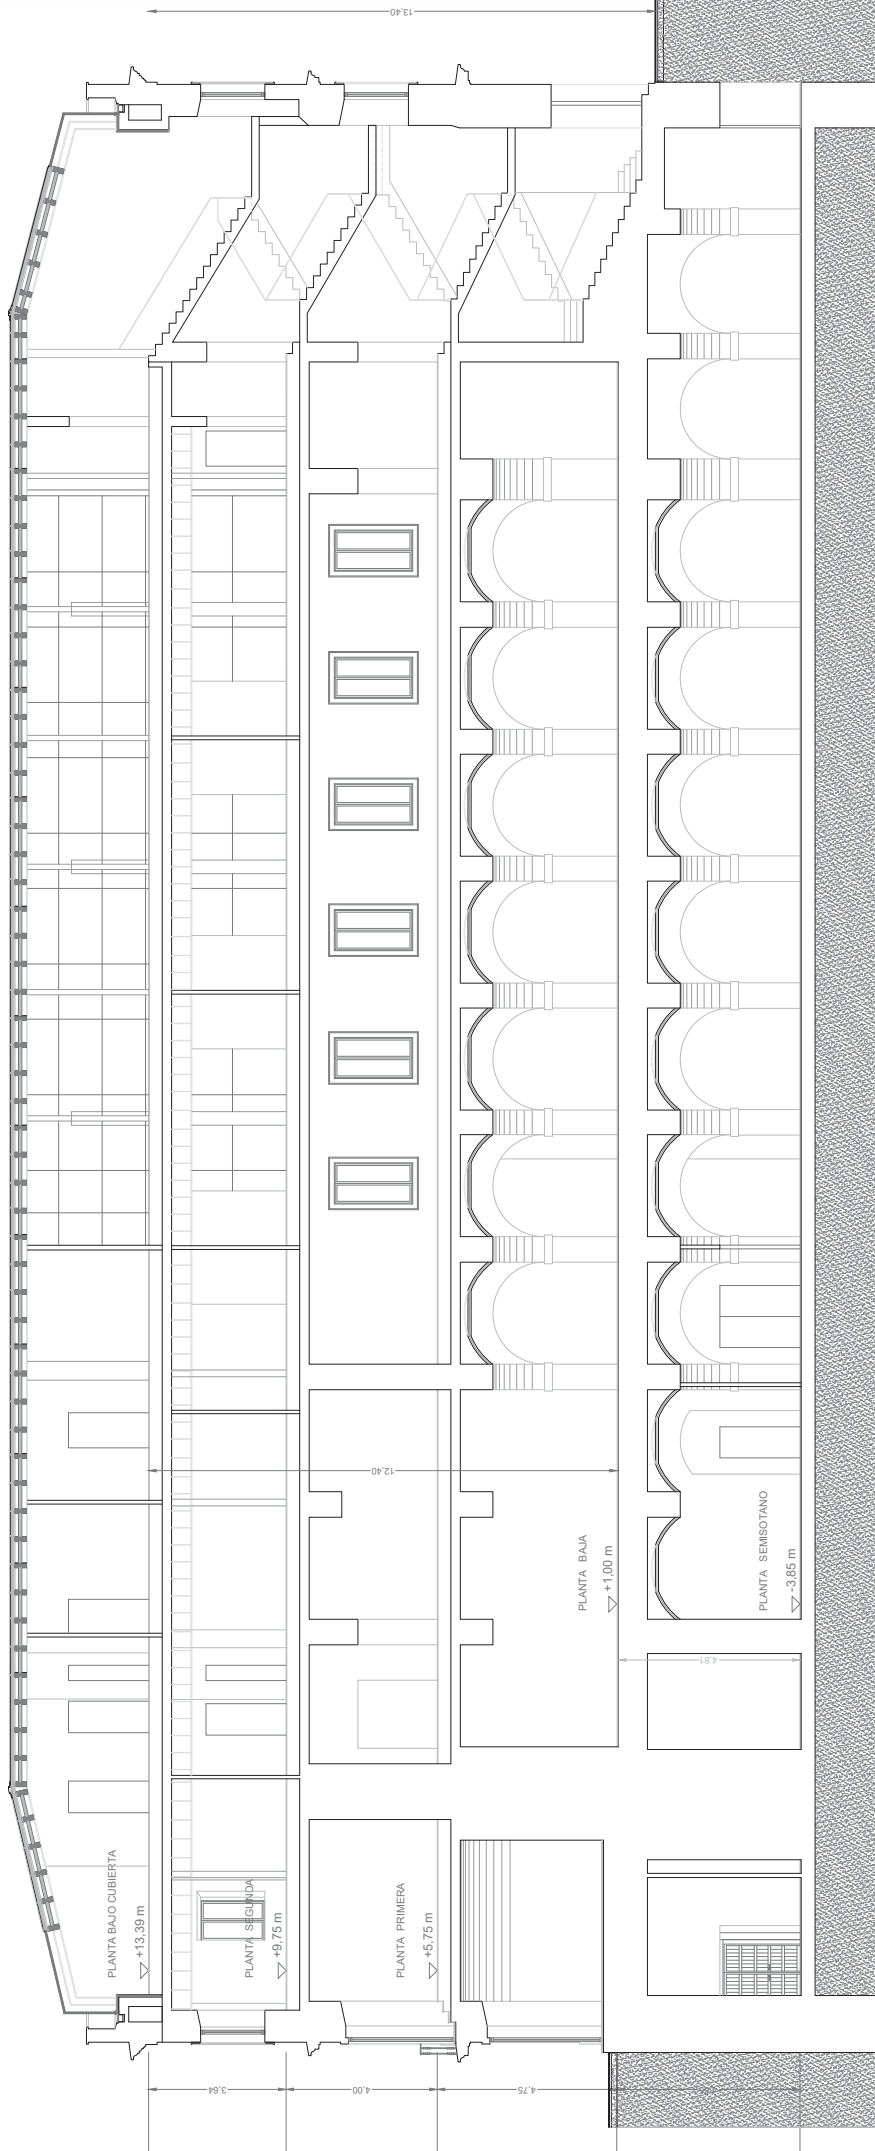 13,40
PLANTA BAJO CUBIERTA
+13,39 m
PLANTA SEGUNDA
+9,75 m
PLANTA PRIMERA
+5,75 m
PLANTA BAJA
+1,00 m
PLANTA SEMISOTANO
-3,85 m
12,40
4,81
3,64
4,00
4,75